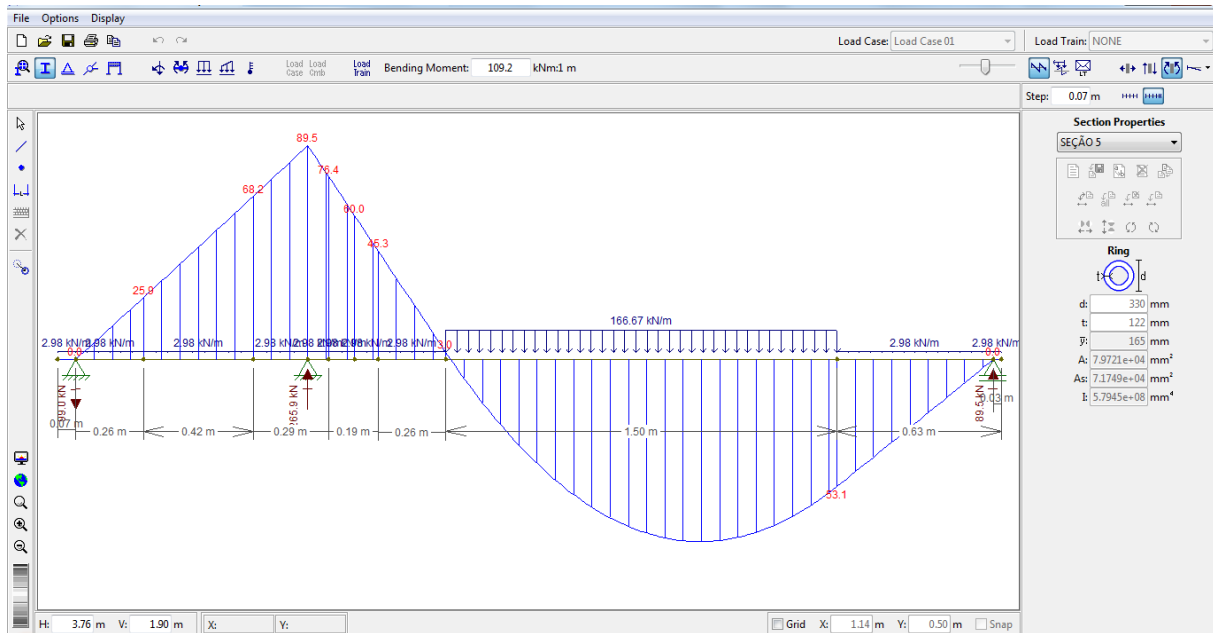 File Options Display
Load Case: Load Case 01
Load Train: NONE
Load Case
Load Cmb
Load Train
Bending Moment: 109.2 kNm:1 m
LT
Step: 0.07 m
Section Properties
SEÇÃO 5
Ring
t
d
d: 330 mm
t: 122 mm
y̅: 165 mm
A: 7.9721e+04 mm²
As: 7.1749e+04 mm²
I: 5.7945e+08 mm⁴
89.5
76.4
68.2
60.0
45.3
25.9
166.67 kN/m
2.98 kN/m
2.98 kN/m
2.98 kN/m
2.98 kN/m
2.98 kN/m
2.98 kN/m
2.98 kN/m
0.0
3.0
0.0
265.9 kN
89.5 kN
0.07 m
0.26 m
0.42 m
0.29 m
0.19 m
0.26 m
1.50 m
0.63 m
0.03 m
53.1
H: 3.76 m V: 1.90 m X: Y:
Grid X: 1.14 m Y: 0.50 m Snap